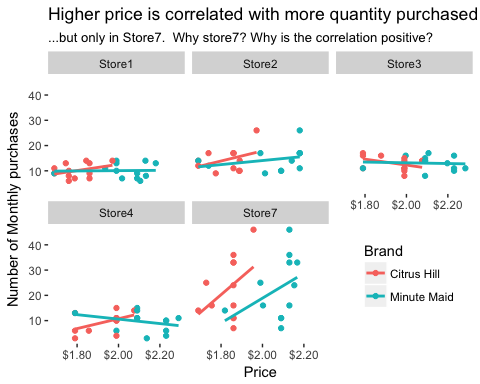 Higher price is correlated with more quantity purchased
...but only in Store7.  Why store7? Why is the correlation positive?
Store1 Store2 Store3
40
30
20
10
$1.80 $2.00 $2.20
Store4 Store7
40
30
20
10
$1.80 $2.00 $2.20 $1.80 $2.00 $2.20
Number of Monthly purchases
Price
Brand
Citrus Hill
Minute Maid